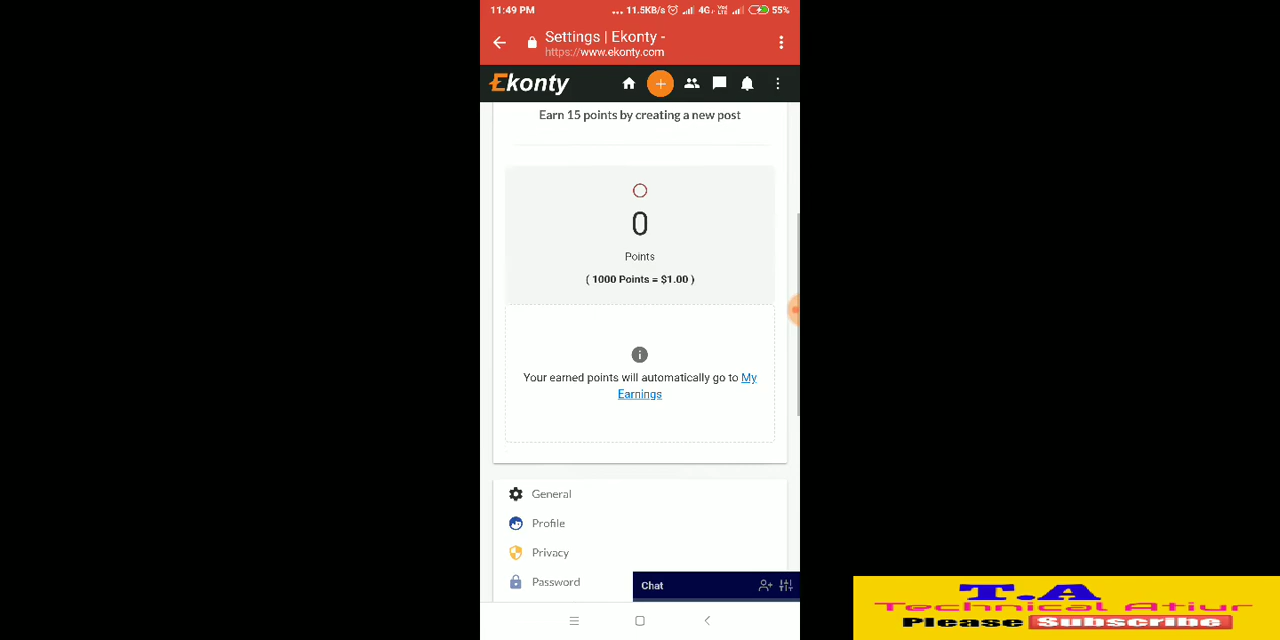 11:49 PM ... 11.5KB/s 4G+ Vo LTE 55%
Settings | Ekonty -
https://www.ekonty.com
Ekonty
Earn 15 points by creating a new post
0
Points
( 1000 Points = $1.00 )
Your earned points will automatically go to My
Earnings
General
Profile
Privacy
Password
Chat
T.A
Technical Atiur
Please Subscribe